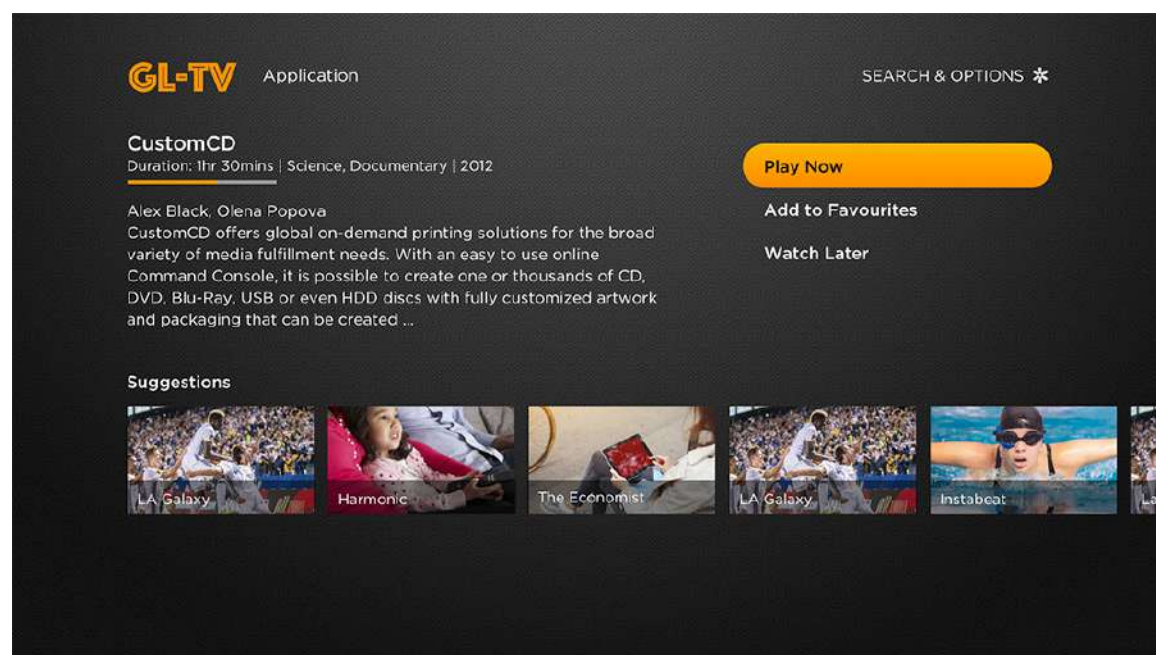 GL-TV Application
SEARCH & OPTIONS *
CustomCD
Duration: 1hr 30mins | Science, Documentary | 2012
Alex Black, Olena Popova
CustomCD offers global on-demand printing solutions for the broad
variety of media fulfillment needs. With an easy to use online
Command Console, it is possible to create one or thousands of CD,
DVD, Blu-Ray, USB or even HDD discs with fully customized artwork
and packaging that can be created ...
Play Now
Add to Favourites
Watch Later
Suggestions
LA Galaxy
Harmonic
The Economist
LA Galaxy
Instabeat